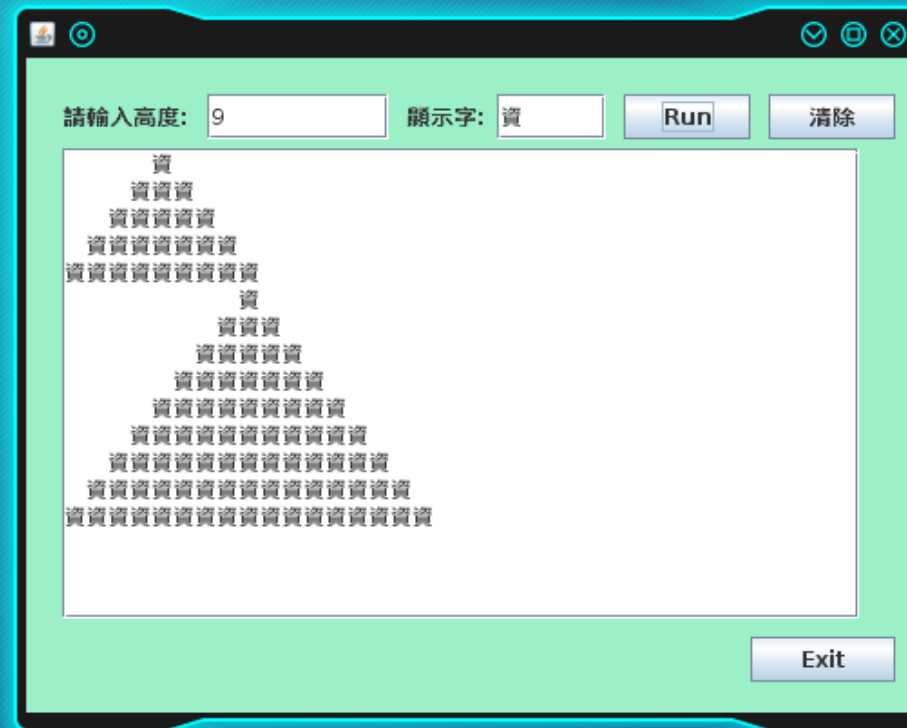 請輸入高度: 9 顯示字: 資 Run 清除
資
資資資
資資資資資
資資資資資資資
資資資資資資資資資
資
資資資
資資資資資
資資資資資資資
資資資資資資資資資
資資資資資資資資資資資
資資資資資資資資資資資資資
資資資資資資資資資資資資資資資
資資資資資資資資資資資資資資資資資
Exit